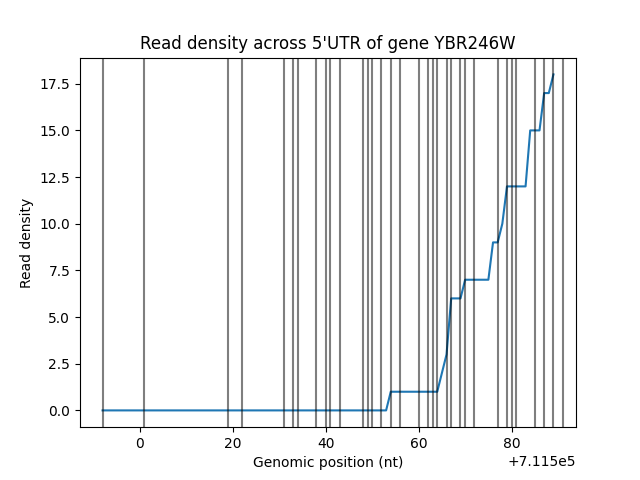 Read density across 5'UTR of gene YBR246W
17.5
15.0
12.5
10.0
7.5
5.0
2.5
0.0
Read density
0 20 40 60 80
+7.115e5
Genomic position (nt)